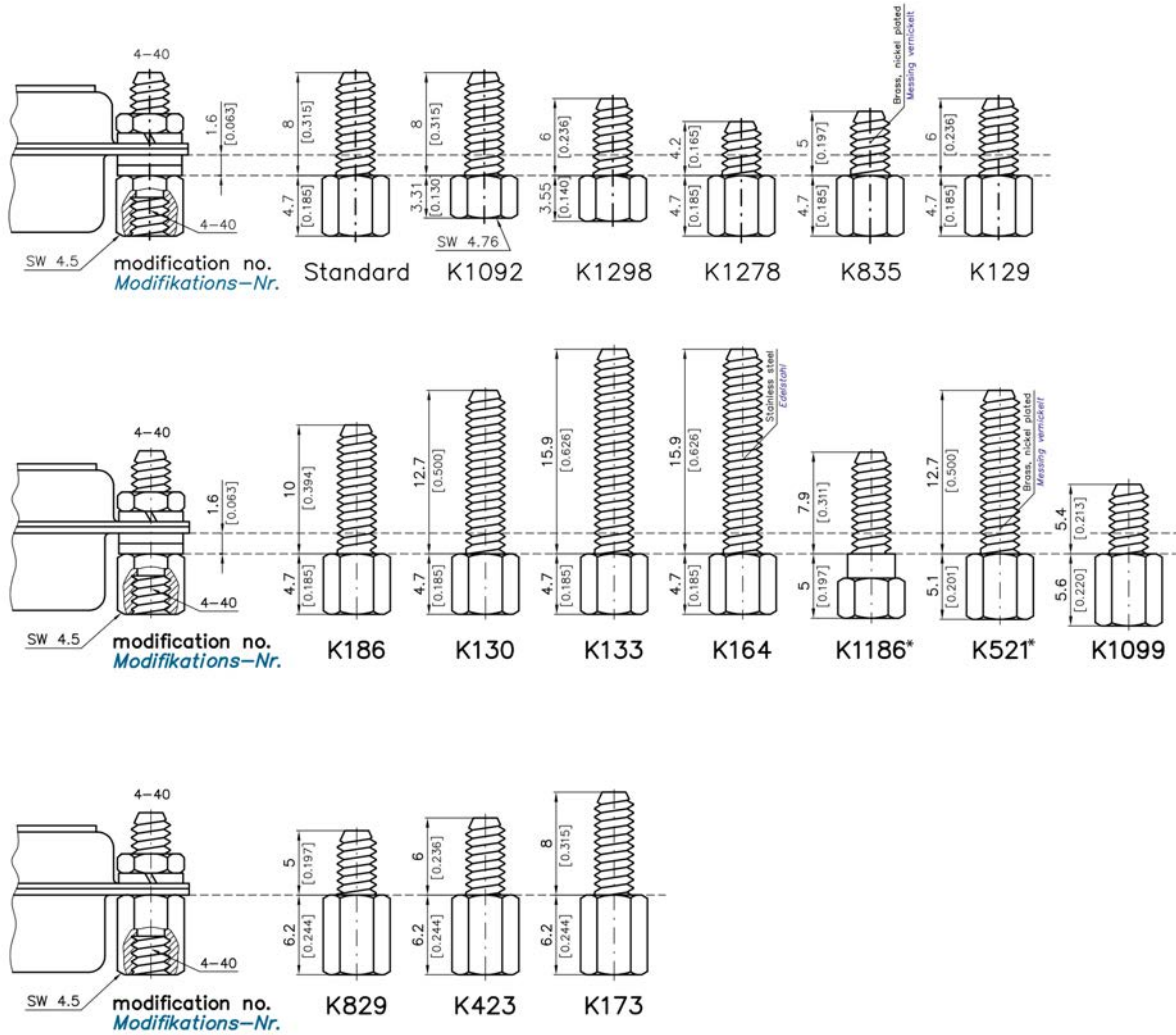 4-40
1.6
[0.063]
4-40
SW 4.5
modification no.
Modifikations-Nr.
8
[0.315]
4.7
[0.185]
Standard
8
[0.315]
3.31
[0.130]
SW 4.76
K1092
6
[0.236]
3.55
[0.140]
K1298
4.2
[0.165]
4.7
[0.185]
K1278
5
[0.197]
4.7
[0.185]
Brass, nickel plated
Messing vernickelt
K835
6
[0.236]
4.7
[0.185]
K129
4-40
1.6
[0.063]
4-40
SW 4.5
modification no.
Modifikations-Nr.
10
[0.394]
4.7
[0.185]
K186
12.7
[0.500]
4.7
[0.185]
K130
15.9
[0.626]
4.7
[0.185]
K133
15.9
[0.626]
4.7
[0.185]
Stainless steel
Edelstahl
K164
7.9
[0.311]
5
[0.197]
K1186*
12.7
[0.500]
5.1
[0.201]
Brass, nickel plated
Messing vernickelt
K521*
5.4
[0.213]
5.6
[0.220]
K1099
4-40
4-40
SW 4.5
modification no.
Modifikations-Nr.
5
[0.197]
6.2
[0.244]
K829
6
[0.236]
6.2
[0.244]
K423
8
[0.315]
6.2
[0.244]
K173